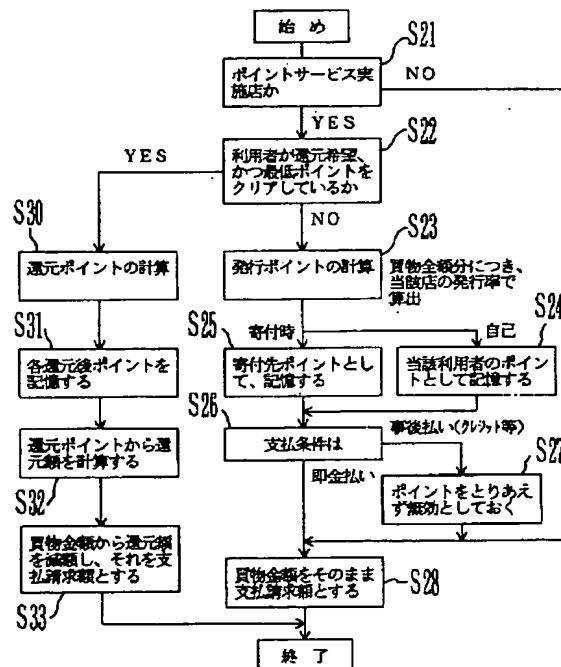 始 め
S21
ポイントサービス実
施店か
NO
YES
S22
利用者が還元希望、
かつ最低ポイントを
クリアしているか
YES
NO
S30
還元ポイントの計算
S23
発行ポイントの計算
買物金額分につき、
当該店の発行率で
算出
S31
各還元後ポイントを
記憶する
S25
寄付時
寄付先ポイントとし
て、記憶する
自己
S24
当該利用者のポイン
トとして記憶する
還元ポイントから還
元額を計算する
S32
S26
支払条件は
事後払い(クレジット等)
即金払い
S27
ポイントをとりあえ
ず無効としておく
買物金額から還元額
を減額し、それを支
払請求額とする
S33
買物金額をそのまま
支払請求額とする
S28
終 了